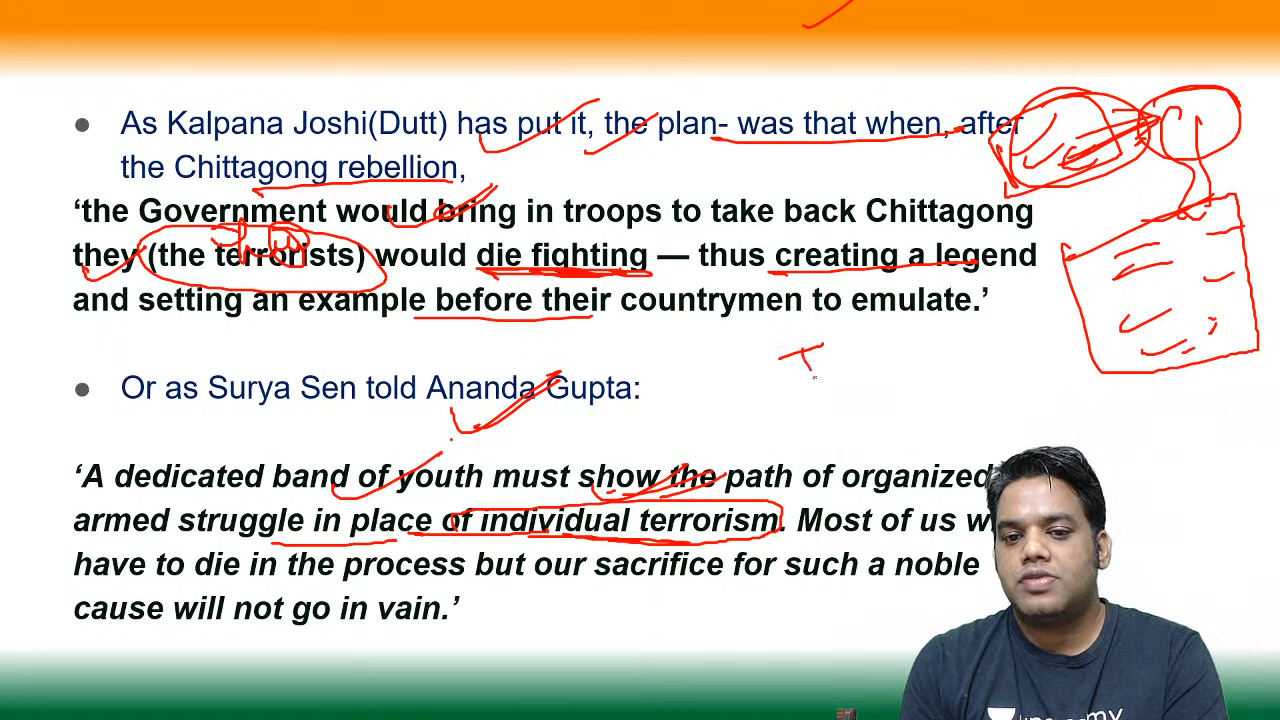 As Kalpana Joshi(Dutt) has put it, the plan- was that when, after
the Chittagong rebellion,
‘the Government would bring in troops to take back Chittagong
they (the terrorists) would die fighting — thus creating a legend
and setting an example before their countrymen to emulate.’
Or as Surya Sen told Ananda Gupta:
‘A dedicated band of youth must show the path of organized
armed struggle in place of individual terrorism. Most of us
have to die in the process but our sacrifice for such a noble
cause will not go in vain.’